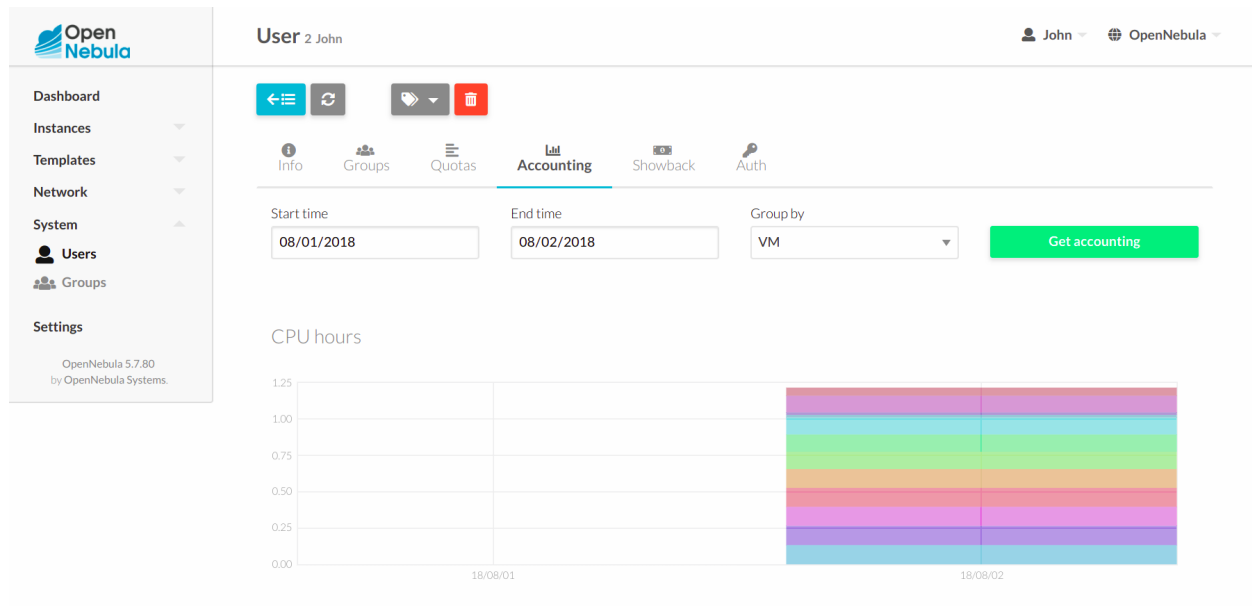 Open
Nebula
User 2 John
John
OpenNebula
Dashboard
Instances
Templates
Network
System
Users
Groups
Settings
OpenNebula 5.7.80
by OpenNebula Systems.
Info
Groups
Quotas
Accounting
Showback
Auth
Start time
End time
Group by
08/01/2018
08/02/2018
VM
Get accounting
CPU hours
1.25
1.00
0.75
0.50
0.25
0.00
18/08/01
18/08/02